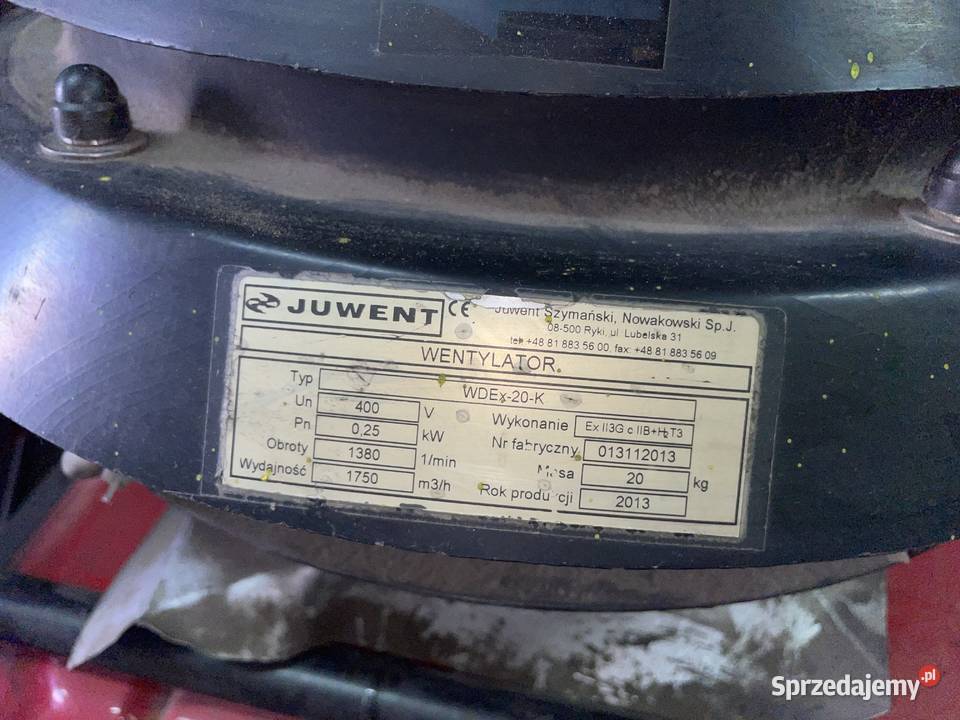 JUWENT CE Juwent Szymański, Nowakowski Sp.J.
08-500 Ryki, ul. Lubelska 31
tel. +48 81 883 56 00, fax: +48 81 883 56 09
WENTYLATOR
Typ WDEx-20-K
Un 400 V
Pn 0,25 kW
Obroty 1380 1/min
Wydajność 1750 m3/h
Wykonanie Ex II3G c IIB+H2T3
Nr fabryczny 013112013
Masa 20 kg
Rok produkcji 2013
Sprzedajemy.pl